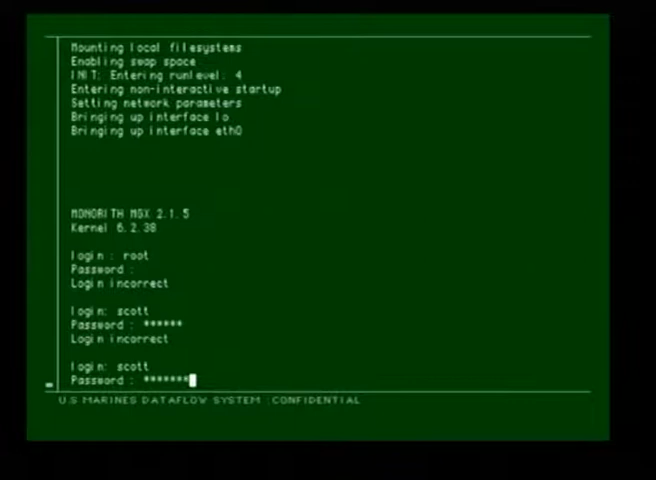 Mounting local filesystems
Enabling swap space
INIT: Entering runlevel: 4
Entering non-interactive startup
Setting network parameters
Bringing up interface lo
Bringing up interface eth0
MONORITH MGX 2.1.5
Kernel 6.2.38
login : root
Password :
Login incorrect
login: scott
Password : ******
Login incorrect
login: scott
Password : *******
U.S MARINES DATAFLOW SYSTEM :CONFIDENTIAL